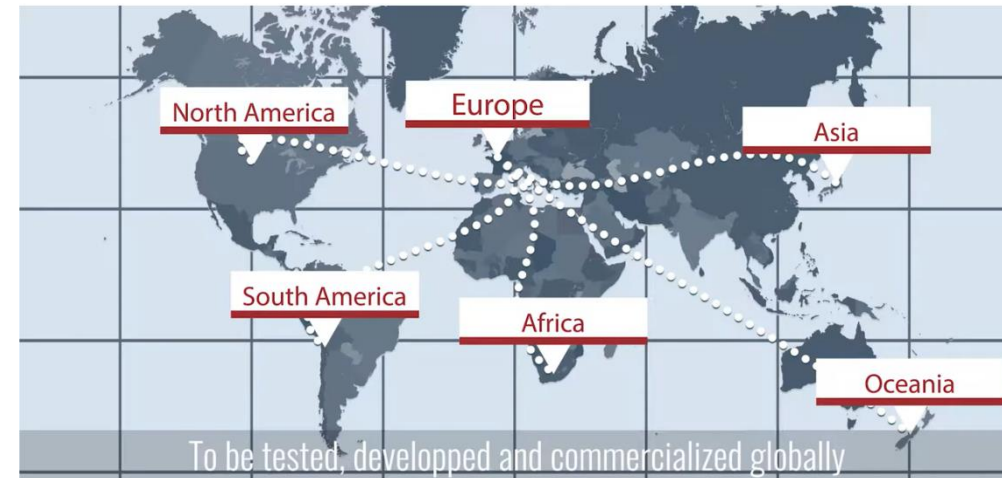 North America
Europe
Asia
South America
Africa
Oceania
To be tested, developped and commercialized globally